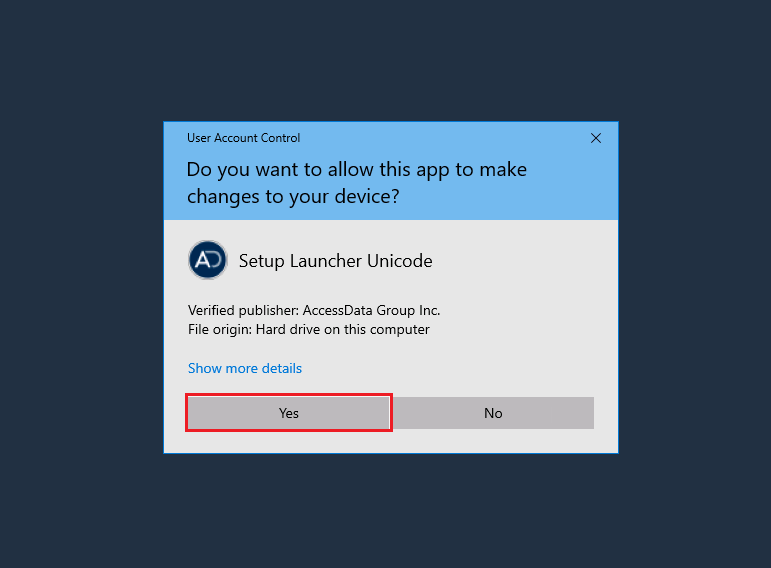 User Account Control
Do you want to allow this app to make
changes to your device?
AD
Setup Launcher Unicode
Verified publisher: AccessData Group Inc.
File origin: Hard drive on this computer
Show more details
Yes
No